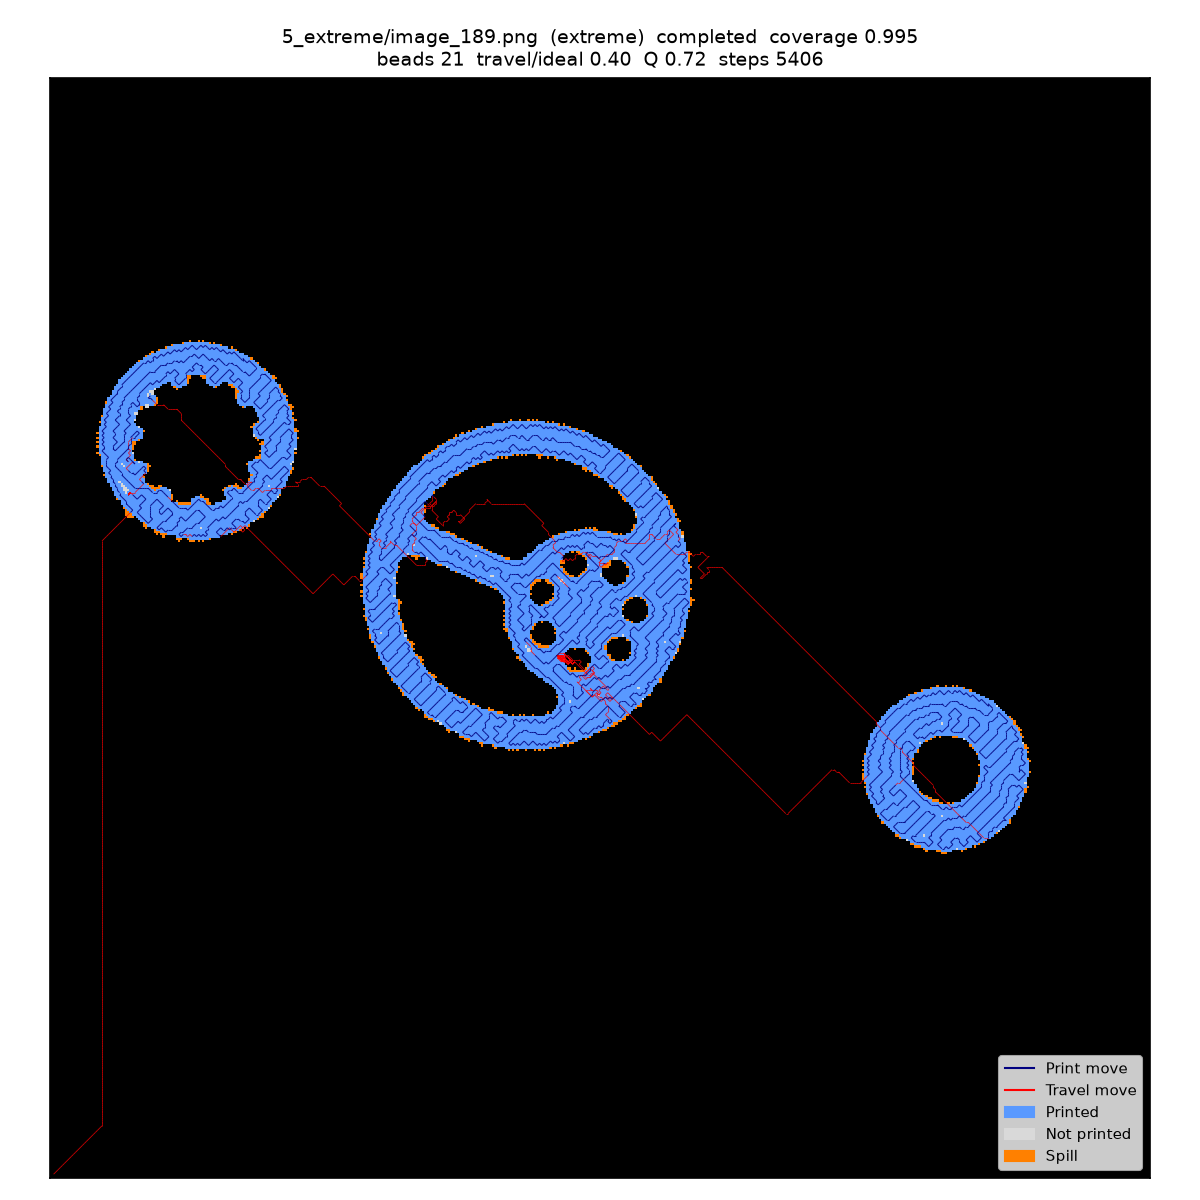 5_extreme/image_189.png  (extreme)  completed  coverage 0.995
beads 21  travel/ideal 0.40  Q 0.72  steps 5406
Print move
Travel move
Printed
Not printed
Spill